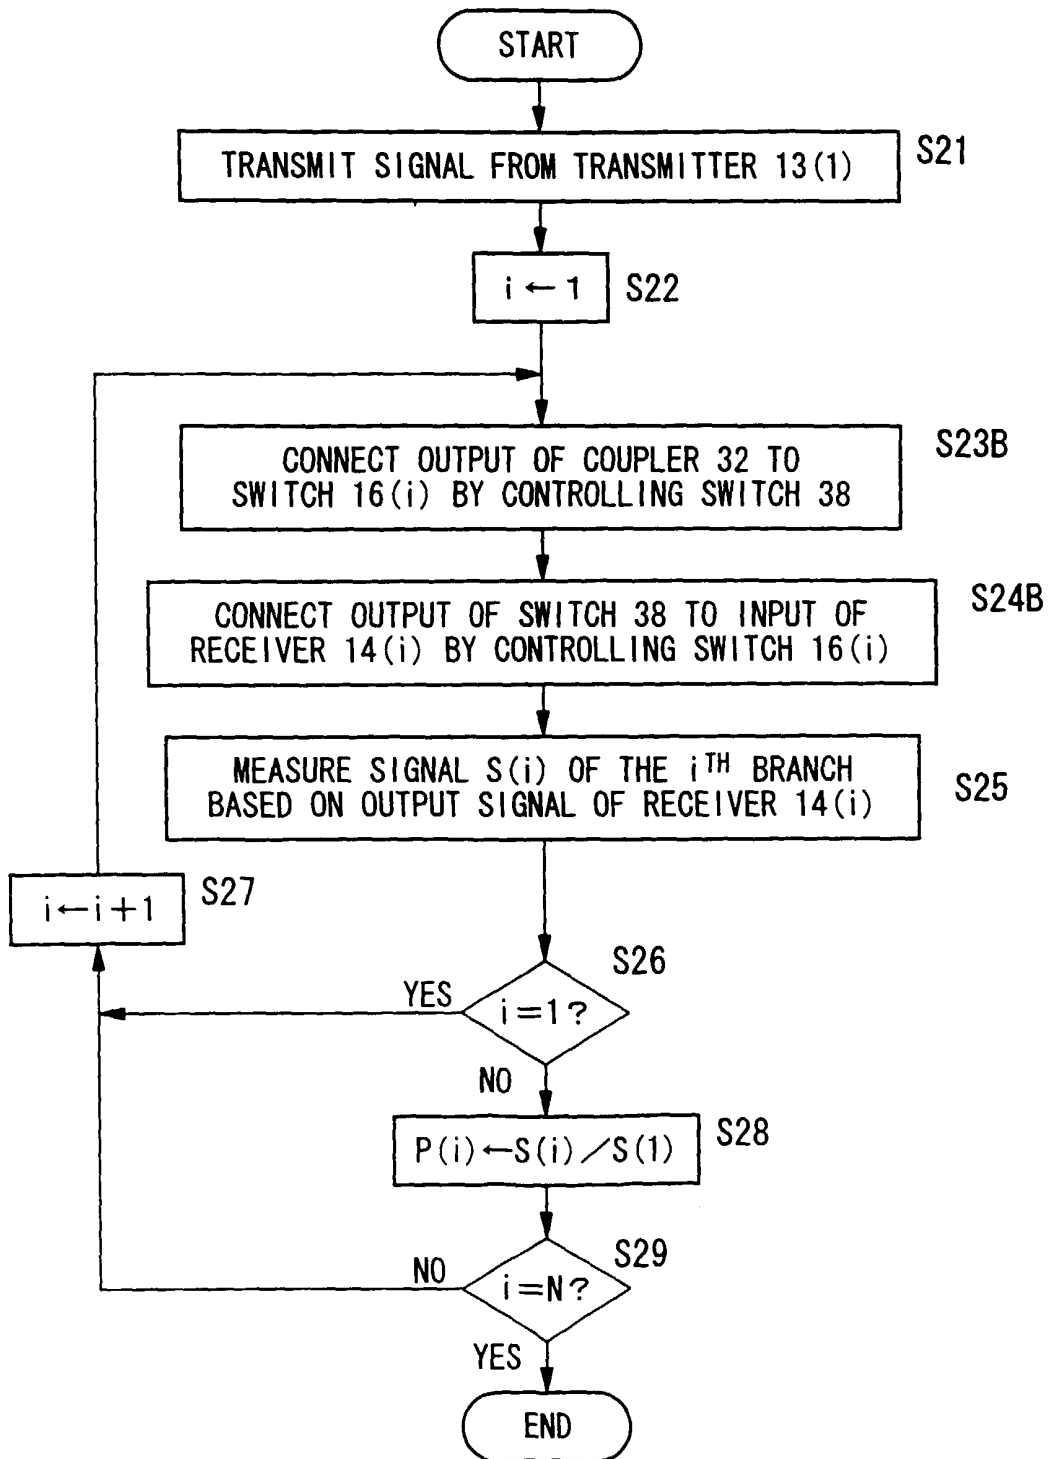 START
TRANSMIT SIGNAL FROM TRANSMITTER 13(1)
S21
i ← 1
S22
S23B
CONNECT OUTPUT OF COUPLER 32 TO
SWITCH 16(i) BY CONTROLLING SWITCH 38
S24B
CONNECT OUTPUT OF SWITCH 38 TO INPUT OF
RECEIVER 14(i) BY CONTROLLING SWITCH 16(i)
MEASURE SIGNAL S(i) OF THE iTH BRANCH
BASED ON OUTPUT SIGNAL OF RECEIVER 14(i)
S25
i←i+1
S27
S26
YES
i=1?
NO
P(i)←S(i)/S(1)
S28
S29
NO
i=N?
YES
END